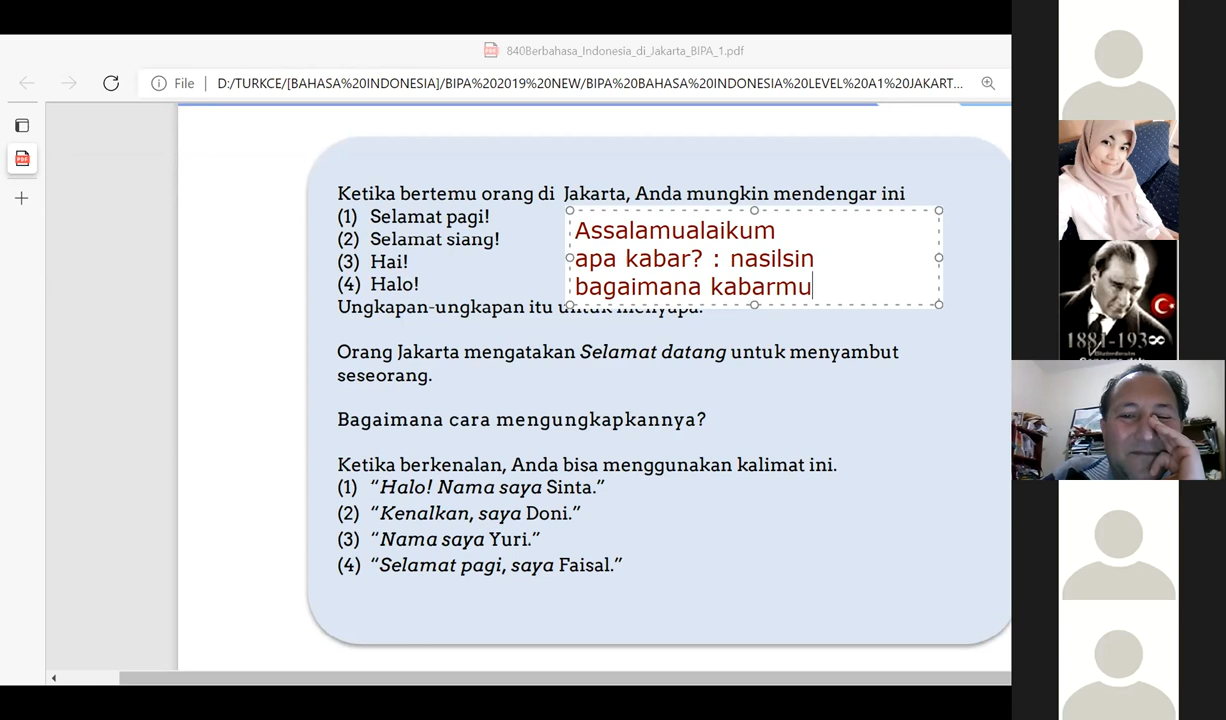 840Berbahasa_Indonesia_di_Jakarta_BIPA_1.pdf
File D:/TURKCE/[BAHASA%20INDONESIA]/BIPA%202019%20NEW/BIPA%20BAHASA%20INDONESIA%20LEVEL%20A1%20JAKART...
Ketika bertemu orang di Jakarta, Anda mungkin mendengar ini
(1) Selamat pagi!
(2) Selamat siang!
(3) Hai!
(4) Halo!
Assalamualaikum
apa kabar? : nasilsin
bagaimana kabarmu
Ungkapan-ungkapan itu untuk menyapa.
Orang Jakarta mengatakan Selamat datang untuk menyambut
seseorang.
Bagaimana cara mengungkapkannya?
Ketika berkenalan, Anda bisa menggunakan kalimat ini.
(1) “Halo! Nama saya Sinta.”
(2) “Kenalkan, saya Doni.”
(3) “Nama saya Yuri.”
(4) “Selamat pagi, saya Faisal.”
1881-193∞